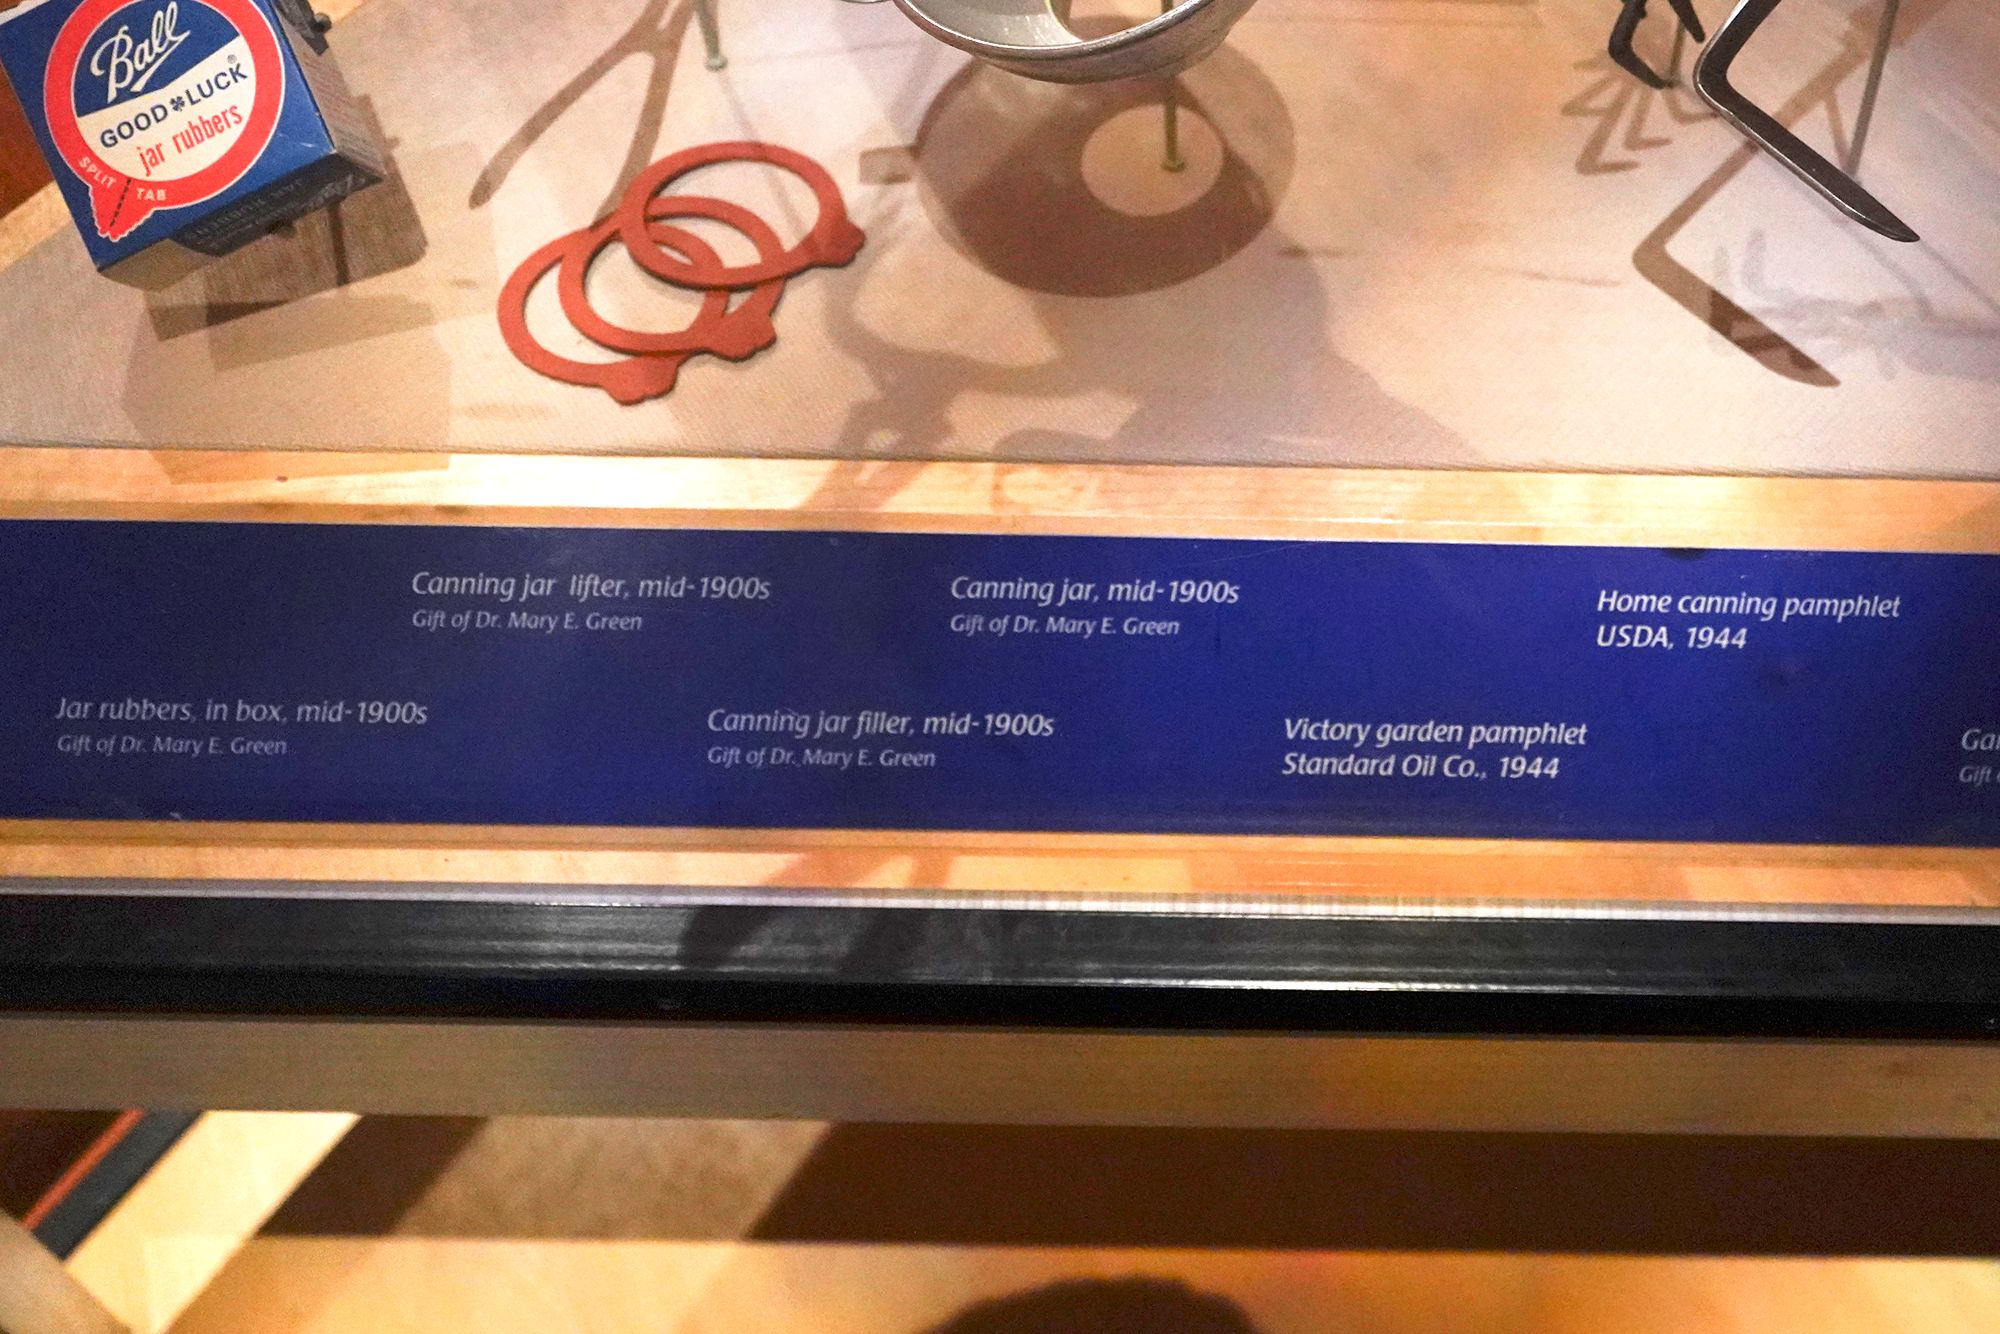 Ball
GOOD LUCK®
jar rubbers
SPLIT TAB
Canning jar lifter, mid-1900s
Gift of Dr. Mary E. Green
Canning jar, mid-1900s
Gift of Dr. Mary E. Green
Home canning pamphlet
USDA, 1944
Jar rubbers, in box, mid-1900s
Gift of Dr. Mary E. Green
Canning jar filler, mid-1900s
Gift of Dr. Mary E. Green
Victory garden pamphlet
Standard Oil Co., 1944
Gift